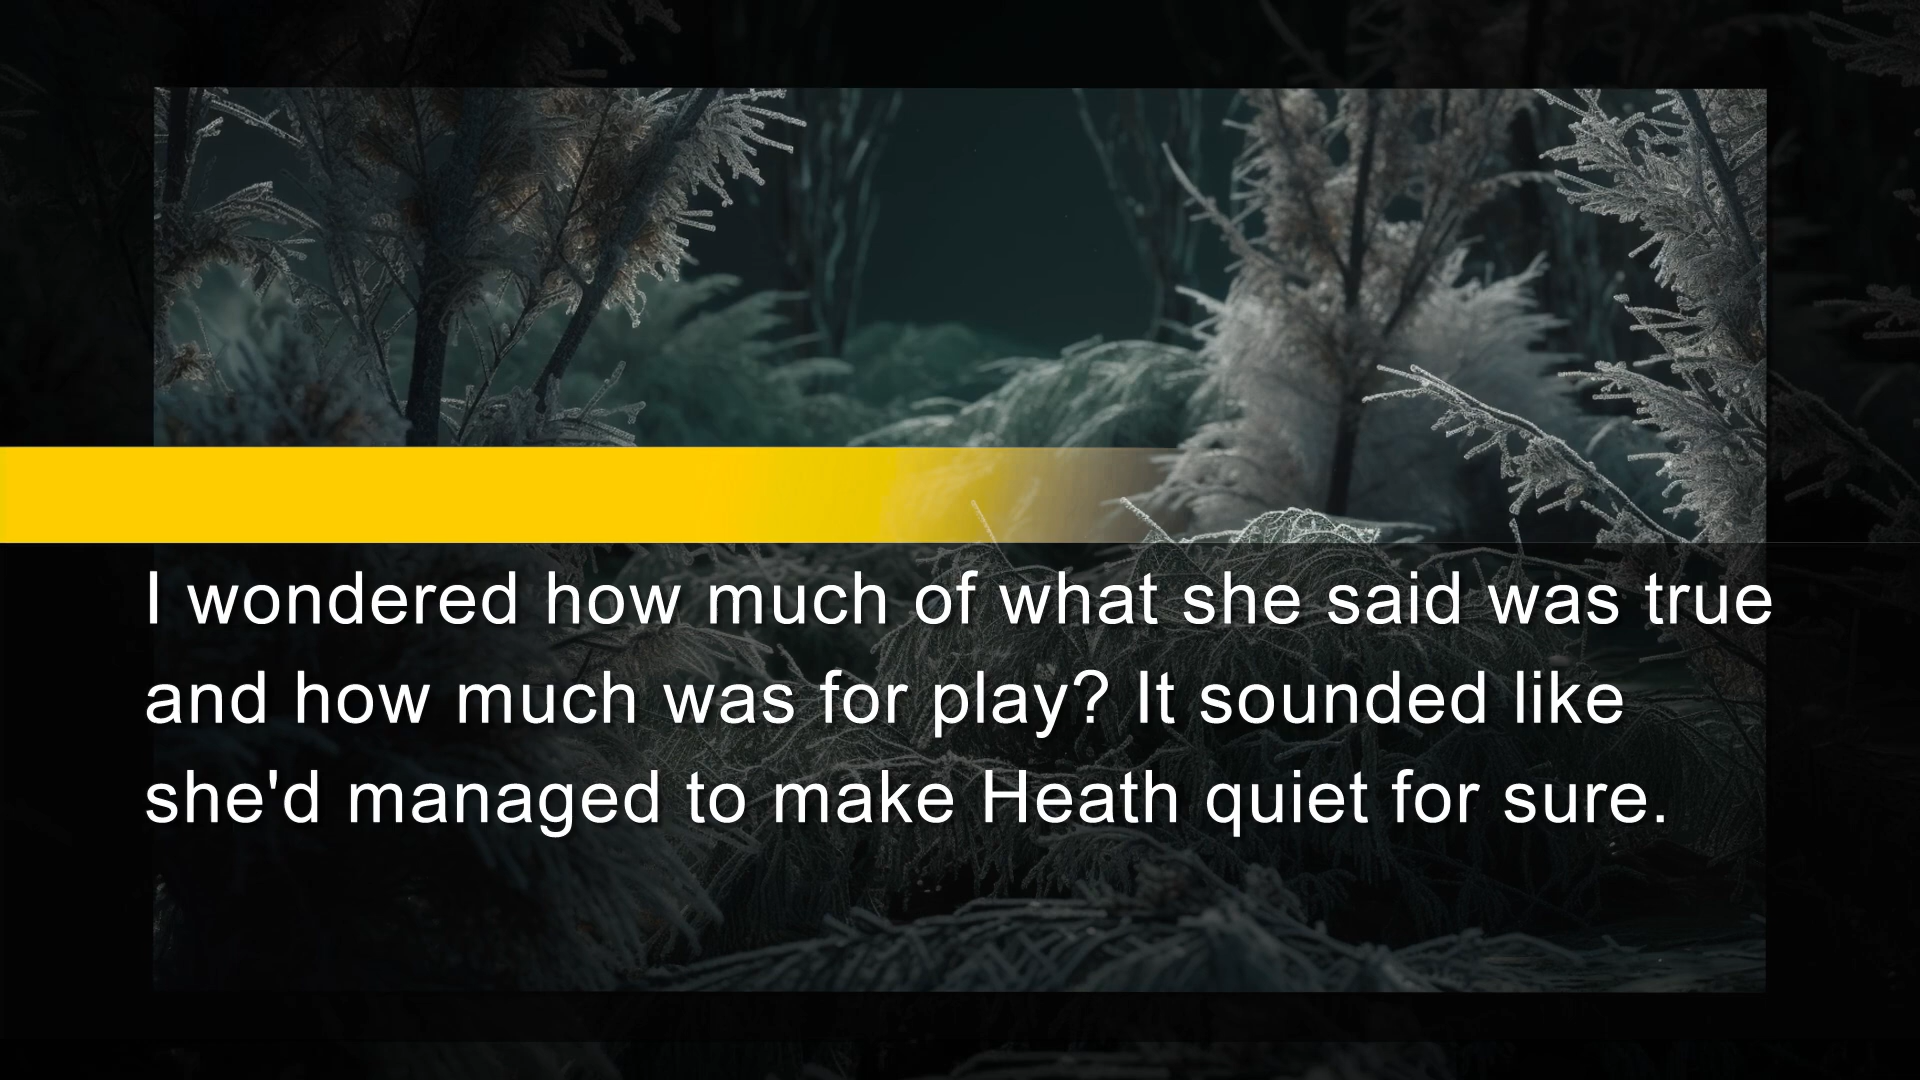 I wondered how much of what she said was true
and how much was for play? It sounded like
she'd managed to make Heath quiet for sure.